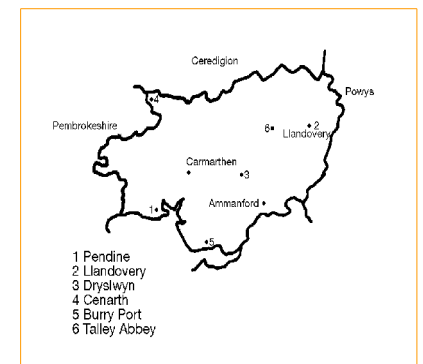 Ceredigion
Powys
4
Pembrokeshire
6
2
Llandovery
Carmarthen
3
1
Ammanford
5
1 Pendine
2 Llandovery
3 Dryslwyn
4 Cenarth
5 Burry Port
6 Talley Abbey